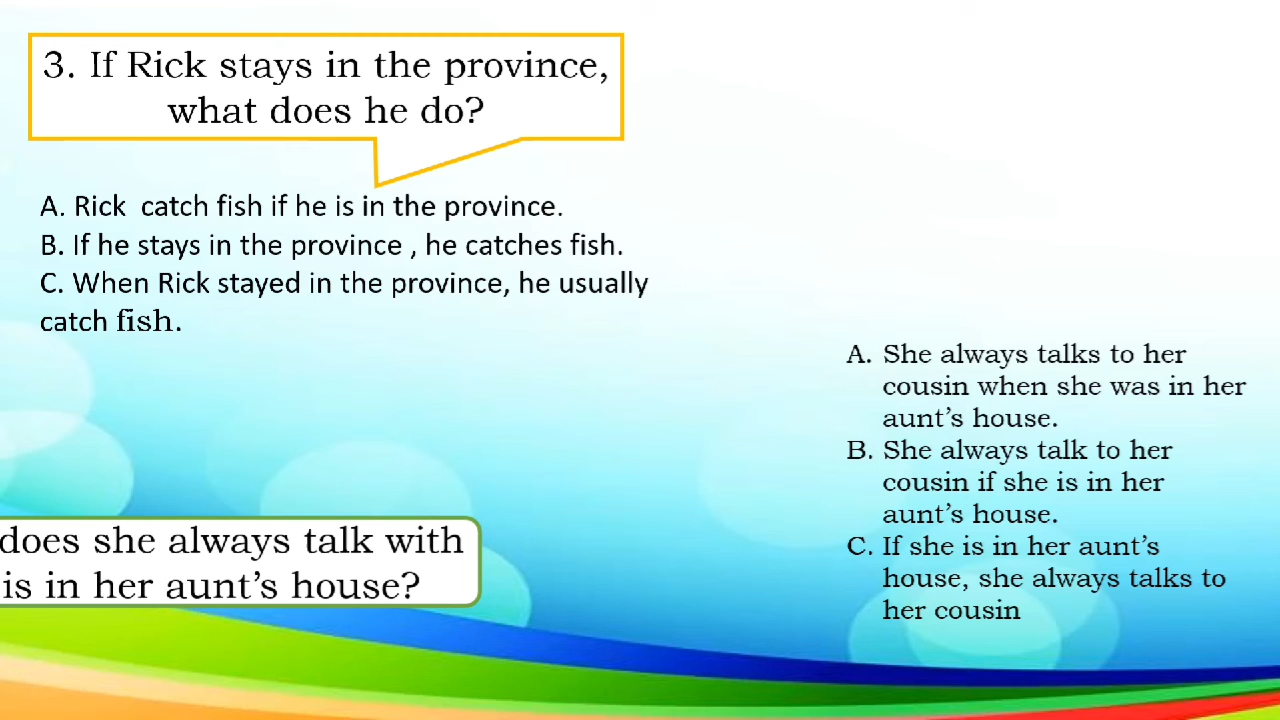 3. If Rick stays in the province,
what does he do?
A. Rick  catch fish if he is in the province.
B. If he stays in the province , he catches fish.
C. When Rick stayed in the province, he usually
catch fish.
A. She always talks to her
cousin when she was in her
aunt’s house.
B. She always talk to her
cousin if she is in her
aunt’s house.
C. If she is in her aunt’s
house, she always talks to
her cousin
does she always talk with
is in her aunt’s house?